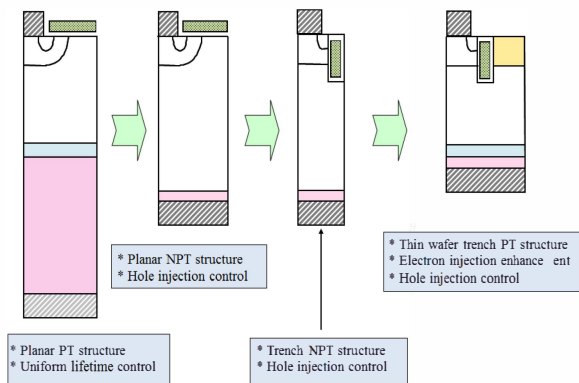 * Planar NPT structure
* Hole injection control
* Thin wafer trench PT structure
* Electron injection enhance ent
* Hole injection control
* Planar PT structure
* Uniform lifetime control
* Trench NPT structure
* Hole injection control